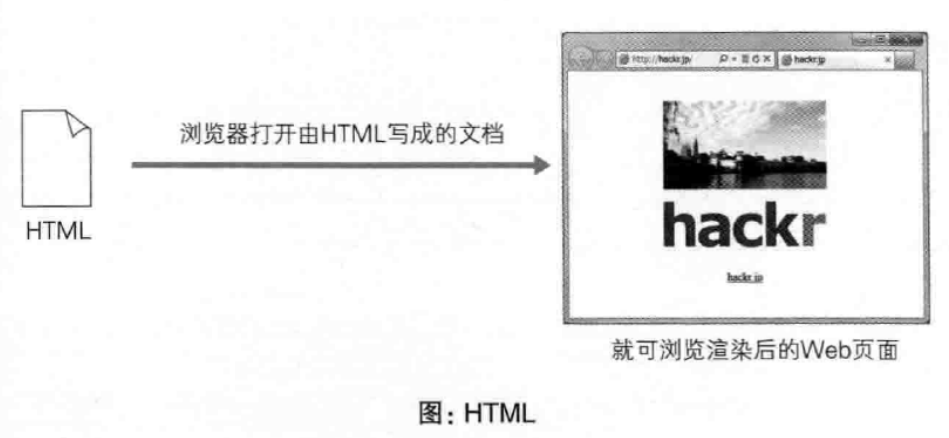 浏览器打开由HTML写成的文档
HTML
http://hackr.jp/
hackr.jp
hackr
hackr.jp
就可浏览渲染后的Web页面
图：HTML